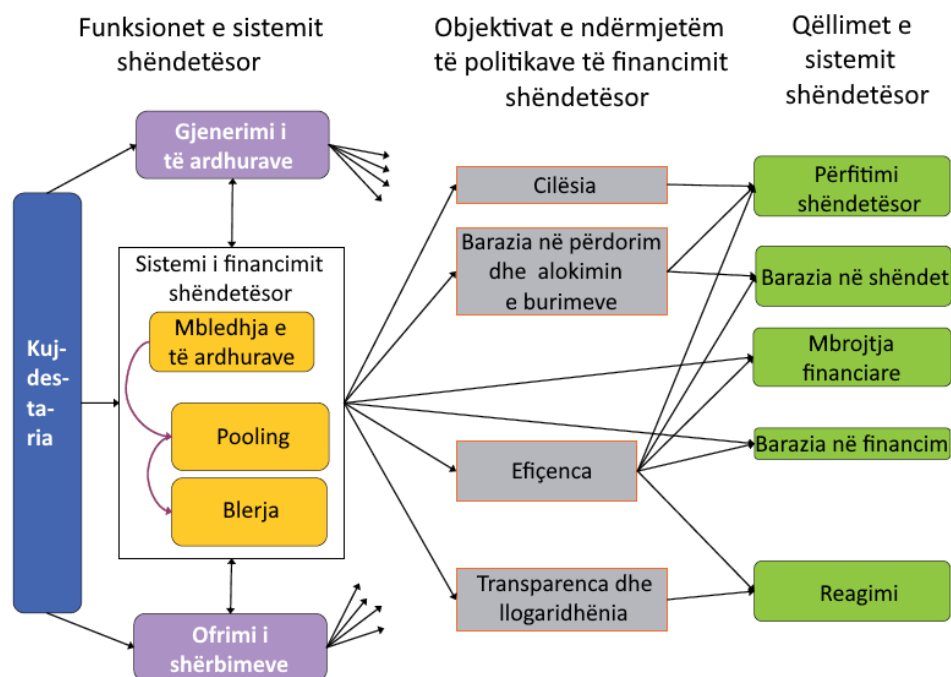 Funksionet e sistemit
shëndetësor
Objektivat e ndërmjetëm
të politikave të financimit
shëndetësor
Qëllimet e
sistemit
shëndetësor
Kuj-
des-
ta-
ria
Gjenerimi i
të ardhurave
Sistemi i financimit
shëndetësor
Mbledhja e
të ardhurave
Pooling
Blerja
Ofrimi i
shërbimeve
Cilësia
Barazia në përdorim
dhe alokimin
e burimeve
Efiçenca
Transparenca dhe
llogaridhënia
Përfitimi
shëndetësor
Barazia në shëndet
Mbrojtja
financiare
Barazia në financim
Reagimi